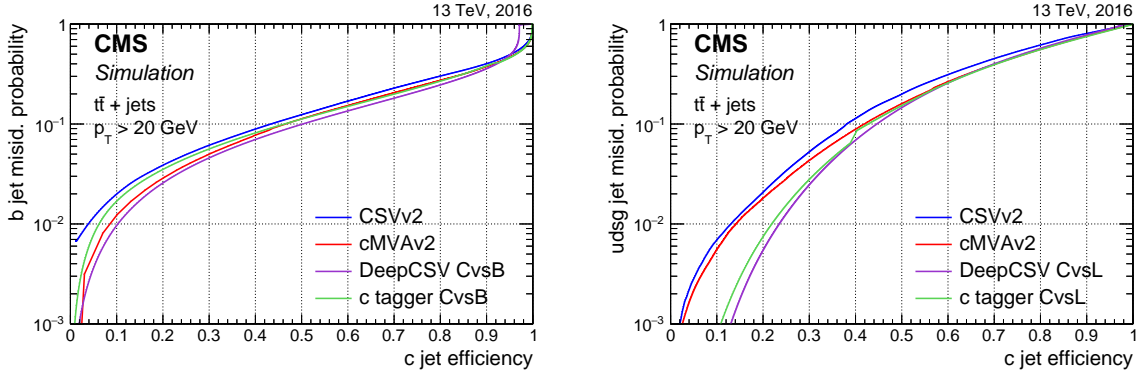 13 TeV, 2016
b jet misid. probability
1
10⁻¹
10⁻²
10⁻³
CMS
Simulation
tt̄ + jets
p_T > 20 GeV
CSVv2
cMVAv2
DeepCSV CvsB
c tagger CvsB
0 0.1 0.2 0.3 0.4 0.5 0.6 0.7 0.8 0.9 1
c jet efficiency
13 TeV, 2016
udsg jet misid. probability
1
10⁻¹
10⁻²
10⁻³
CMS
Simulation
tt̄ + jets
p_T > 20 GeV
CSVv2
cMVAv2
DeepCSV CvsL
c tagger CvsL
0 0.1 0.2 0.3 0.4 0.5 0.6 0.7 0.8 0.9 1
c jet efficiency